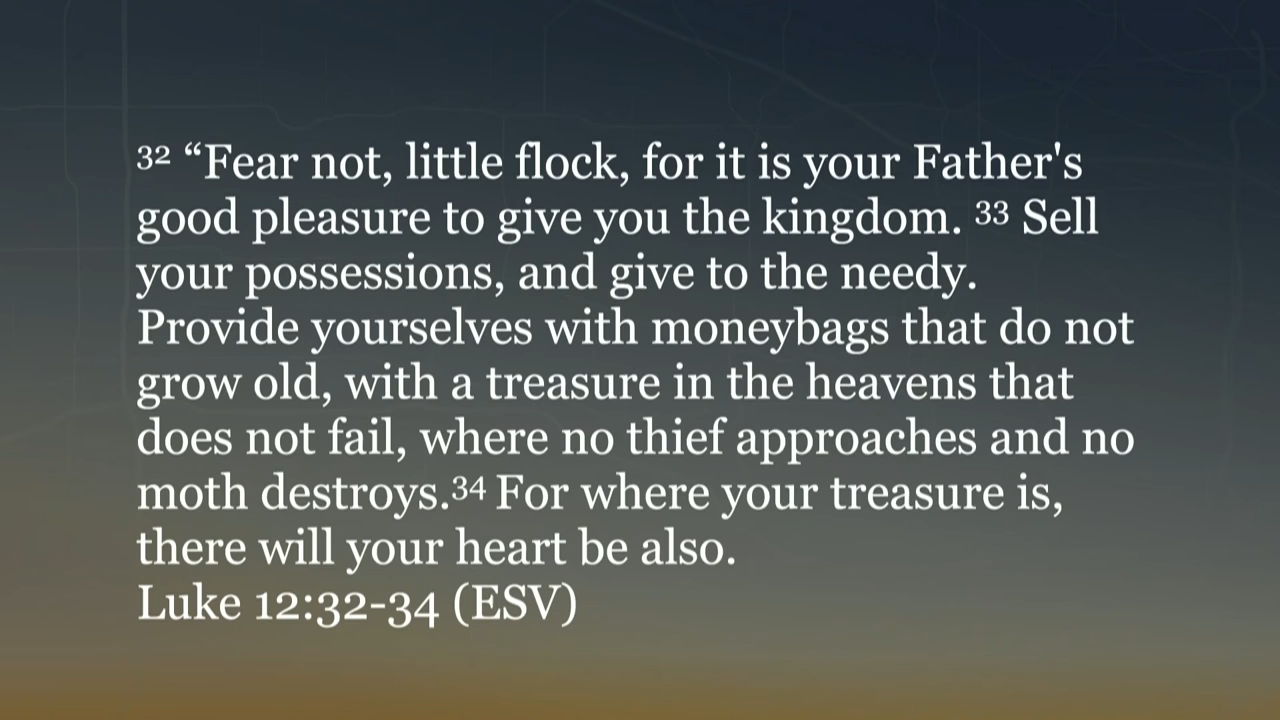 ³² “Fear not, little flock, for it is your Father's
good pleasure to give you the kingdom. ³³ Sell
your possessions, and give to the needy.
Provide yourselves with moneybags that do not
grow old, with a treasure in the heavens that
does not fail, where no thief approaches and no
moth destroys.³⁴ For where your treasure is,
there will your heart be also.
Luke 12:32-34 (ESV)